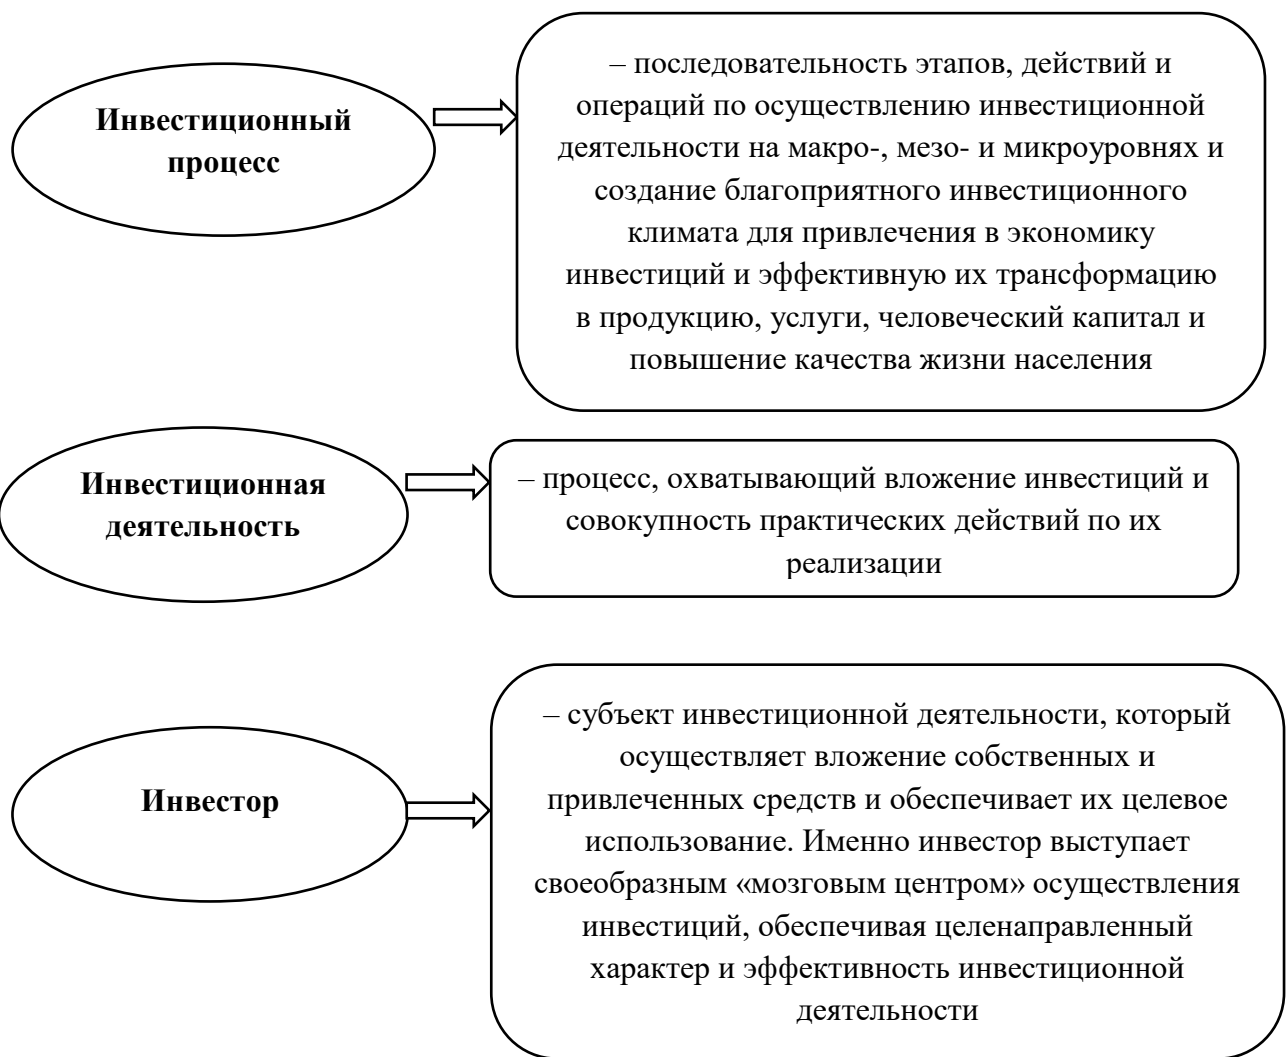 Инвестиционный
процесс
– последовательность этапов, действий и
операций по осуществлению инвестиционной
деятельности на макро-, мезо- и микроуровнях и
создание благоприятного инвестиционного
климата для привлечения в экономику
инвестиций и эффективную их трансформацию
в продукцию, услуги, человеческий капитал и
повышение качества жизни населения
Инвестиционная
деятельность
– процесс, охватывающий вложение инвестиций и
совокупность практических действий по их
реализации
Инвестор
– субъект инвестиционной деятельности, который
осуществляет вложение собственных и
привлеченных средств и обеспечивает их целевое
использование. Именно инвестор выступает
своеобразным «мозговым центром» осуществления
инвестиций, обеспечивая целенаправленный
характер и эффективность инвестиционной
деятельности